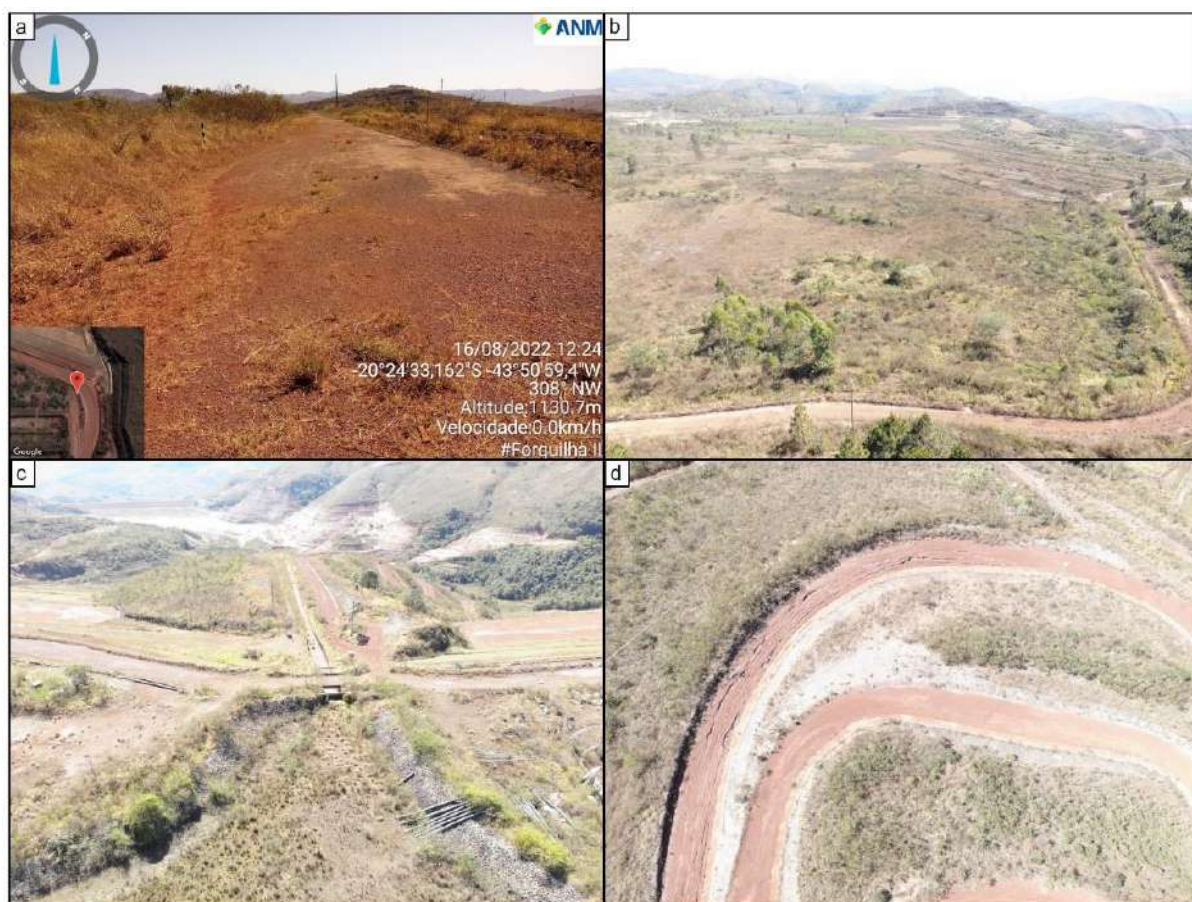 a
ANM
16/08/2022 12:24
-20°24'33,162"S -43°50'59,4"W
308° NW
Altitude:1130.7m
Velocidade:0.0km/h
#Forquilha II
Google
b
c
d